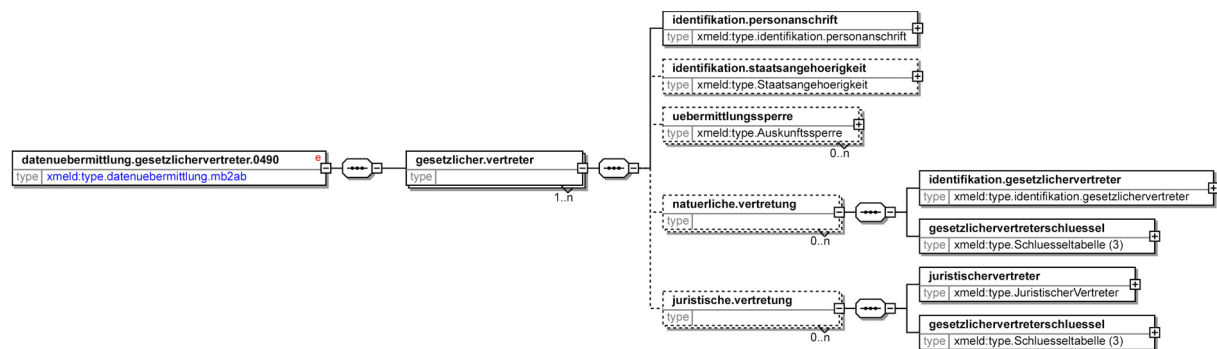 identifikation.personanschrift
type xmeld:type.identifikation.personanschrift
identifikation.staatsangehoerigkeit
type xmeld:type.Staatsangehoerigkeit
uebermittlungssperre
type xmeld:type.Auskunftssperre
0..n
datenuebermittlung.gesetzlichervertreter.0490 e
type xmeld:type.datenuebermittlung.mb2ab
gesetzlicher.vertreter
type
1..n
natuerliche.vertretung
type
0..n
identifikation.gesetzlichervertreter
type xmeld:type.identifikation.gesetzlichervertreter
gesetzlichervertreterschluessel
type xmeld:type.Schluesseltabelle (3)
juristische.vertretung
type
0..n
juristischervertreter
type xmeld:type.JuristischerVertreter
gesetzlichervertreterschluessel
type xmeld:type.Schluesseltabelle (3)